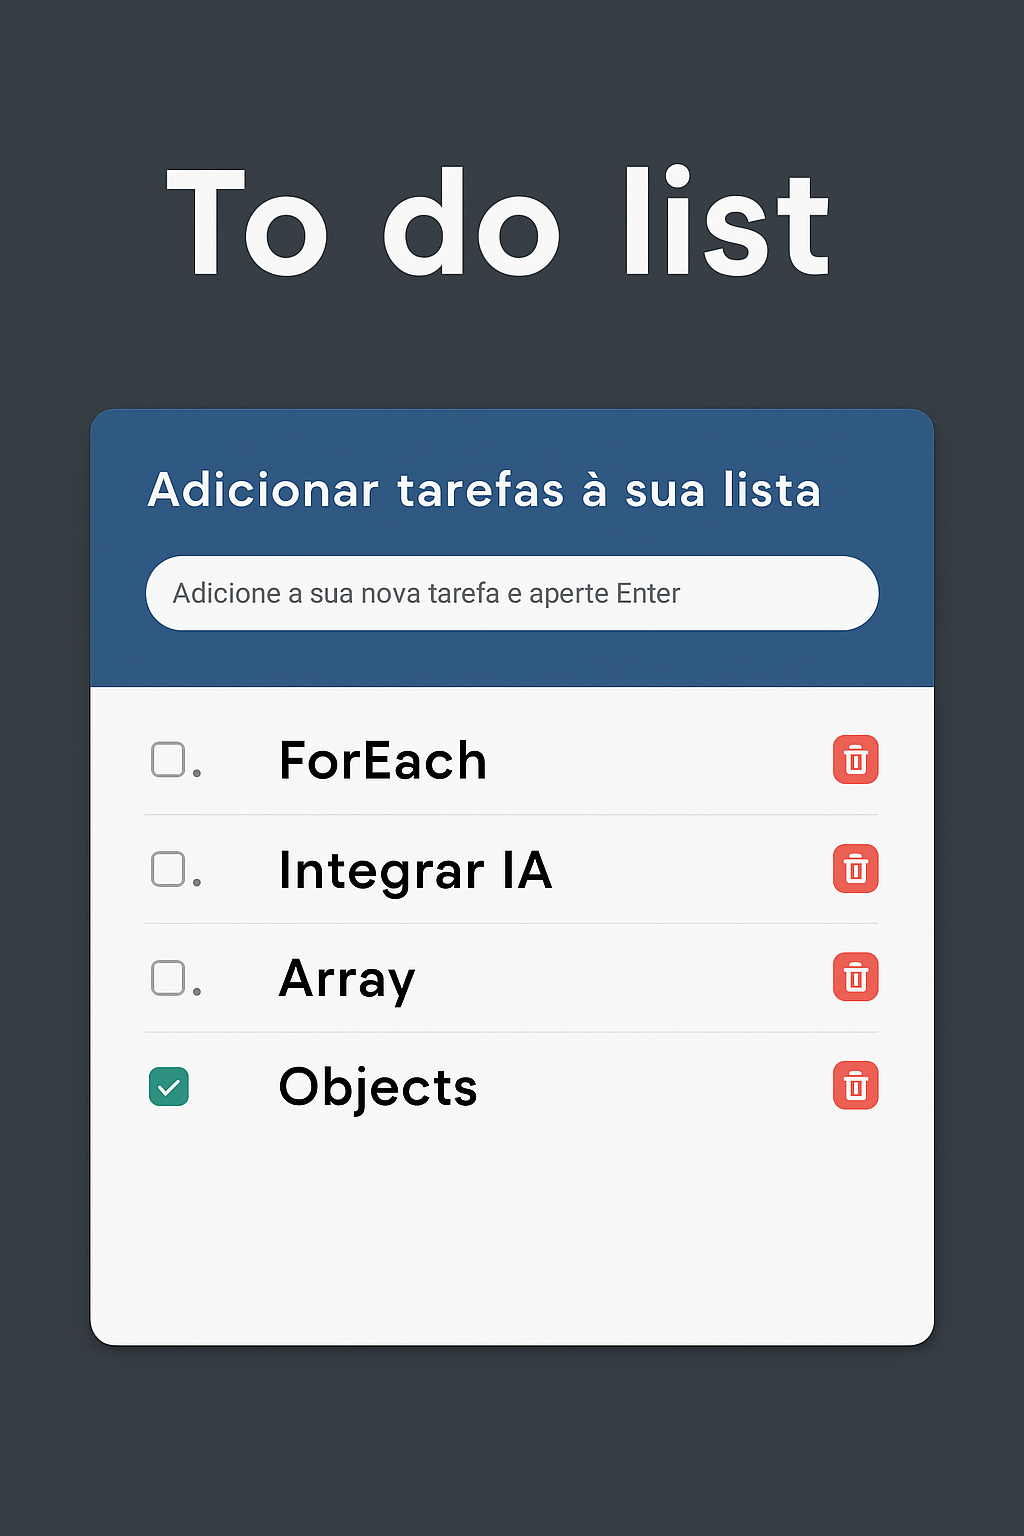 To do list
Adicionar tarefas à sua lista
Adicione a sua nova tarefa e aperte Enter
ForEach
Integrar IA
Array
Objects